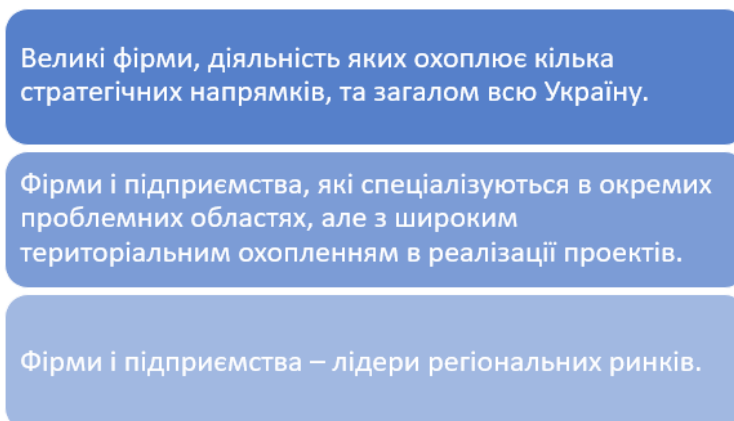 Великі фірми, діяльність яких охоплює кілька
стратегічних напрямків, та загалом всю Україну.
Фірми і підприємства, які спеціалізуються в окремих
проблемних областях, але з широким
територіальним охопленням в реалізації проектів.
Фірми і підприємства – лідери регіональних ринків.